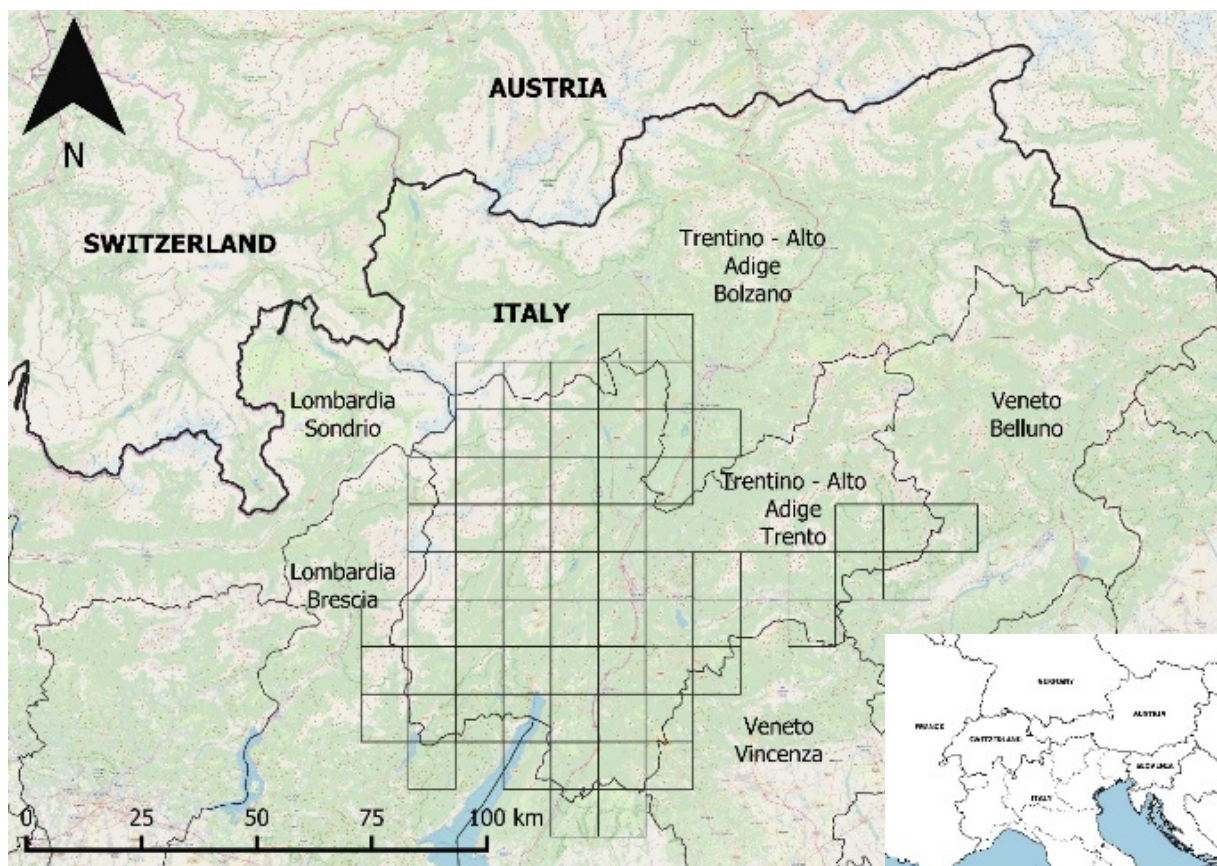 AUSTRIA
N
SWITZERLAND
Trentino - Alto
Adige
Bolzano
ITALY
Lombardia
Sondrio
Veneto
Belluno
Trentino - Alto
Adige
Trento
Lombardia
Brescia
Veneto
Vincenza
0 25 50 75 100 km
GERMANY
FRANCE
AUSTRIA
SWITZERLAND
SLOVENIA
ITALY